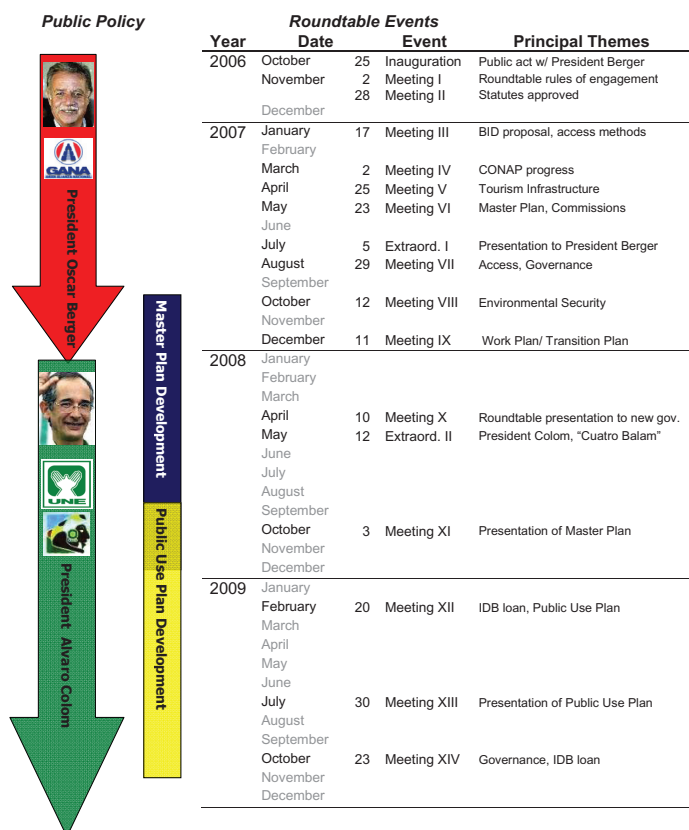 Public Policy
Roundtable Events
Year Date Event Principal Themes
2006 October 25 Inauguration Public act w/ President Berger
November 2 Meeting I Roundtable rules of engagement
28 Meeting II Statutes approved
December
2007 January 17 Meeting III BID proposal, access methods
February
March 2 Meeting IV CONAP progress
April 25 Meeting V Tourism Infrastructure
May 23 Meeting VI Master Plan, Commissions
June
July 5 Extraord. I Presentation to President Berger
August 29 Meeting VII Access, Governance
September
October 12 Meeting VIII Environmental Security
November
December 11 Meeting IX Work Plan/ Transition Plan
2008 January
February
March
April 10 Meeting X Roundtable presentation to new gov.
May 12 Extraord. II President Colom, “Cuatro Balam”
June
July
August
September
October 3 Meeting XI Presentation of Master Plan
November
December
2009 January
February 20 Meeting XII IDB loan, Public Use Plan
March
April
May
June
July 30 Meeting XIII Presentation of Public Use Plan
August
September
October 23 Meeting XIV Governance, IDB loan
November
December
GANA
President Oscar Berger
UNE
President Alvaro Colom
Master Plan Development
Public Use Plan Development